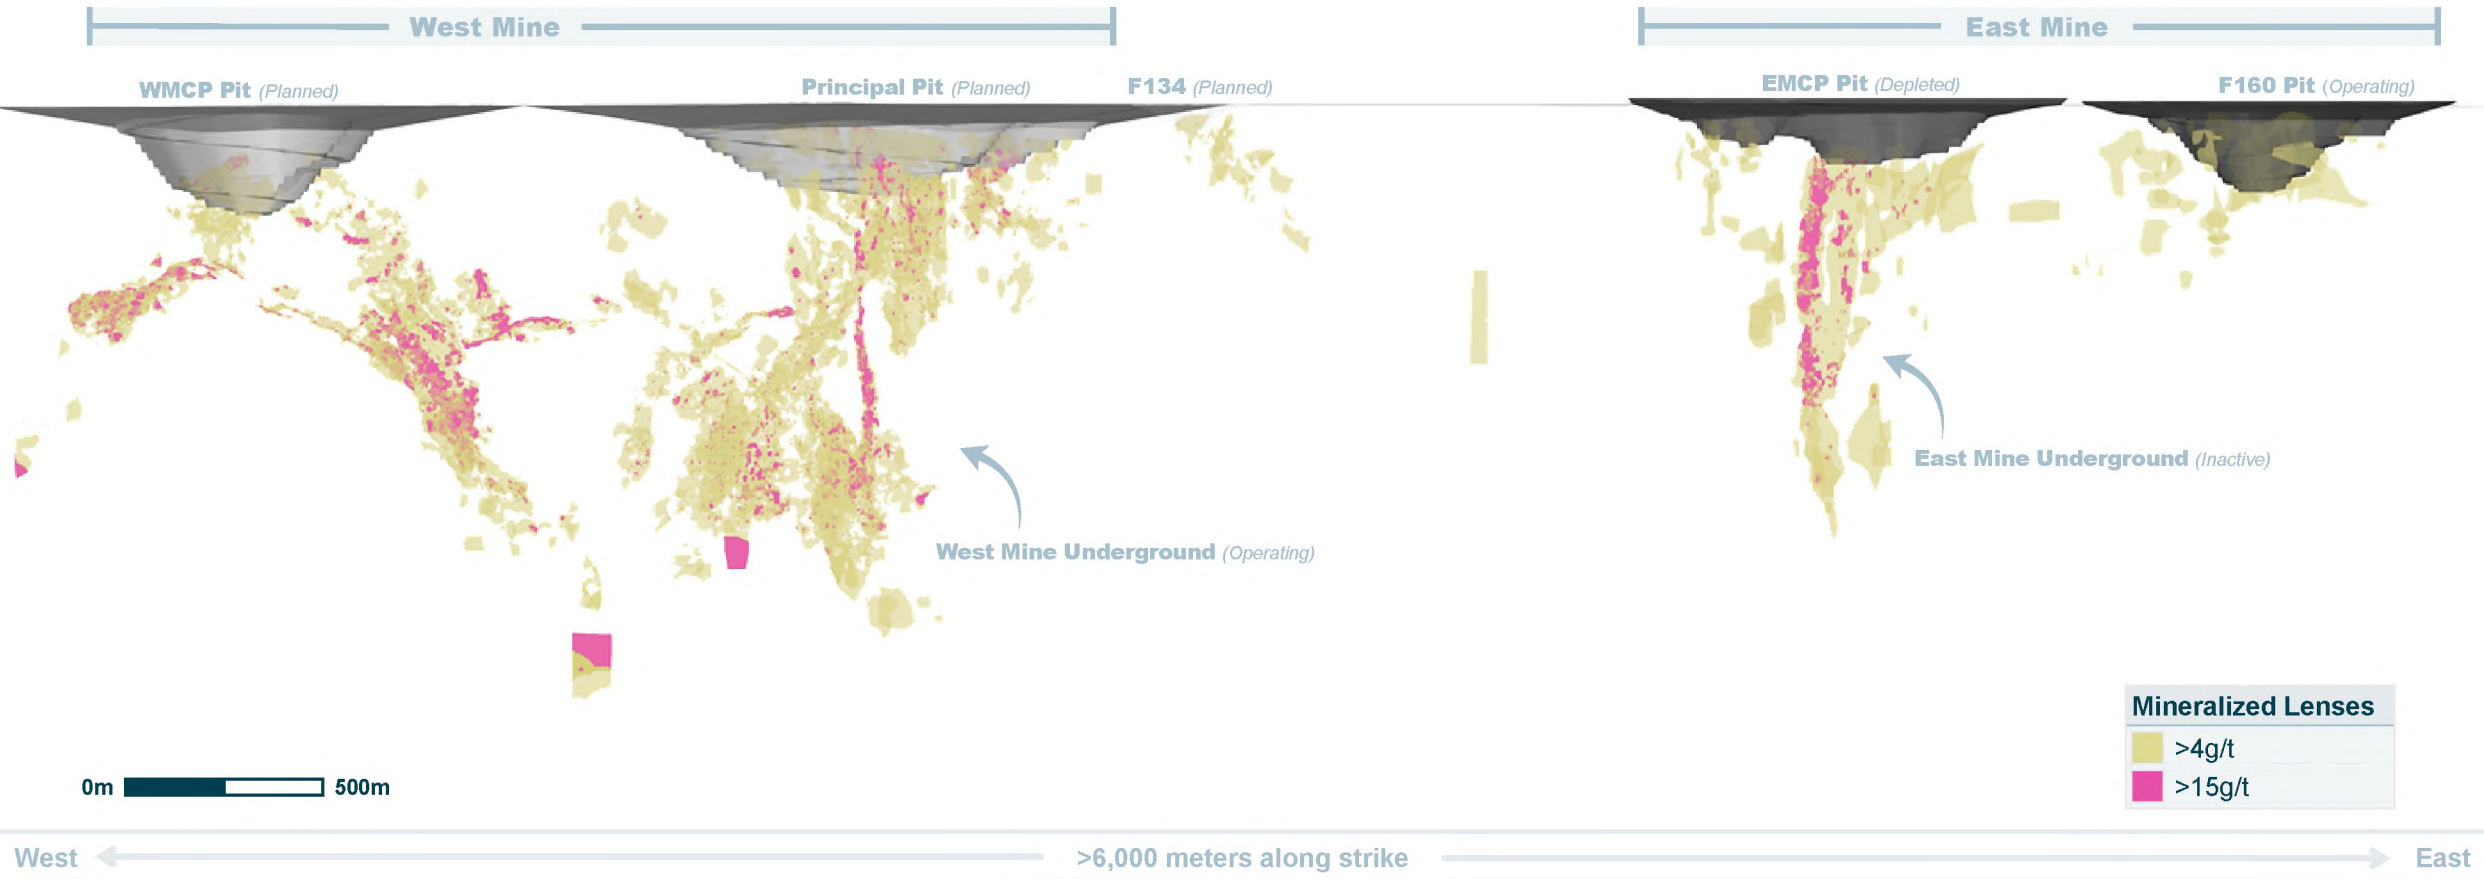 West Mine
East Mine
WMCP Pit (Planned)
Principal Pit (Planned)
F134 (Planned)
EMCP Pit (Depleted)
F160 Pit (Operating)
East Mine Underground (Inactive)
West Mine Underground (Operating)
Mineralized Lenses
>4g/t
>15g/t
0m 500m
West >6,000 meters along strike East